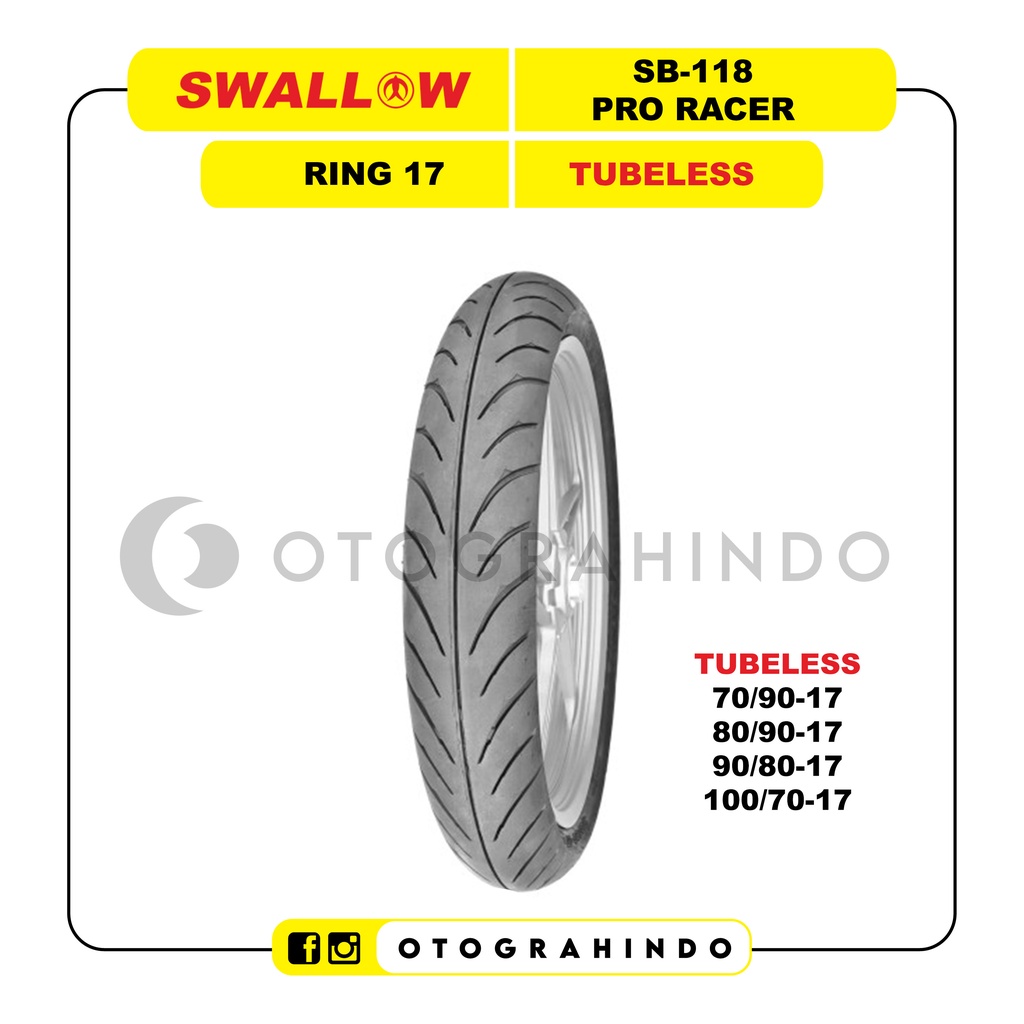 SWALLOW
SB-118
PRO RACER
RING 17
TUBELESS
OTOGRAHINDO
TUBELESS
70/90-17
80/90-17
90/80-17
100/70-17
OTOGRAHINDO